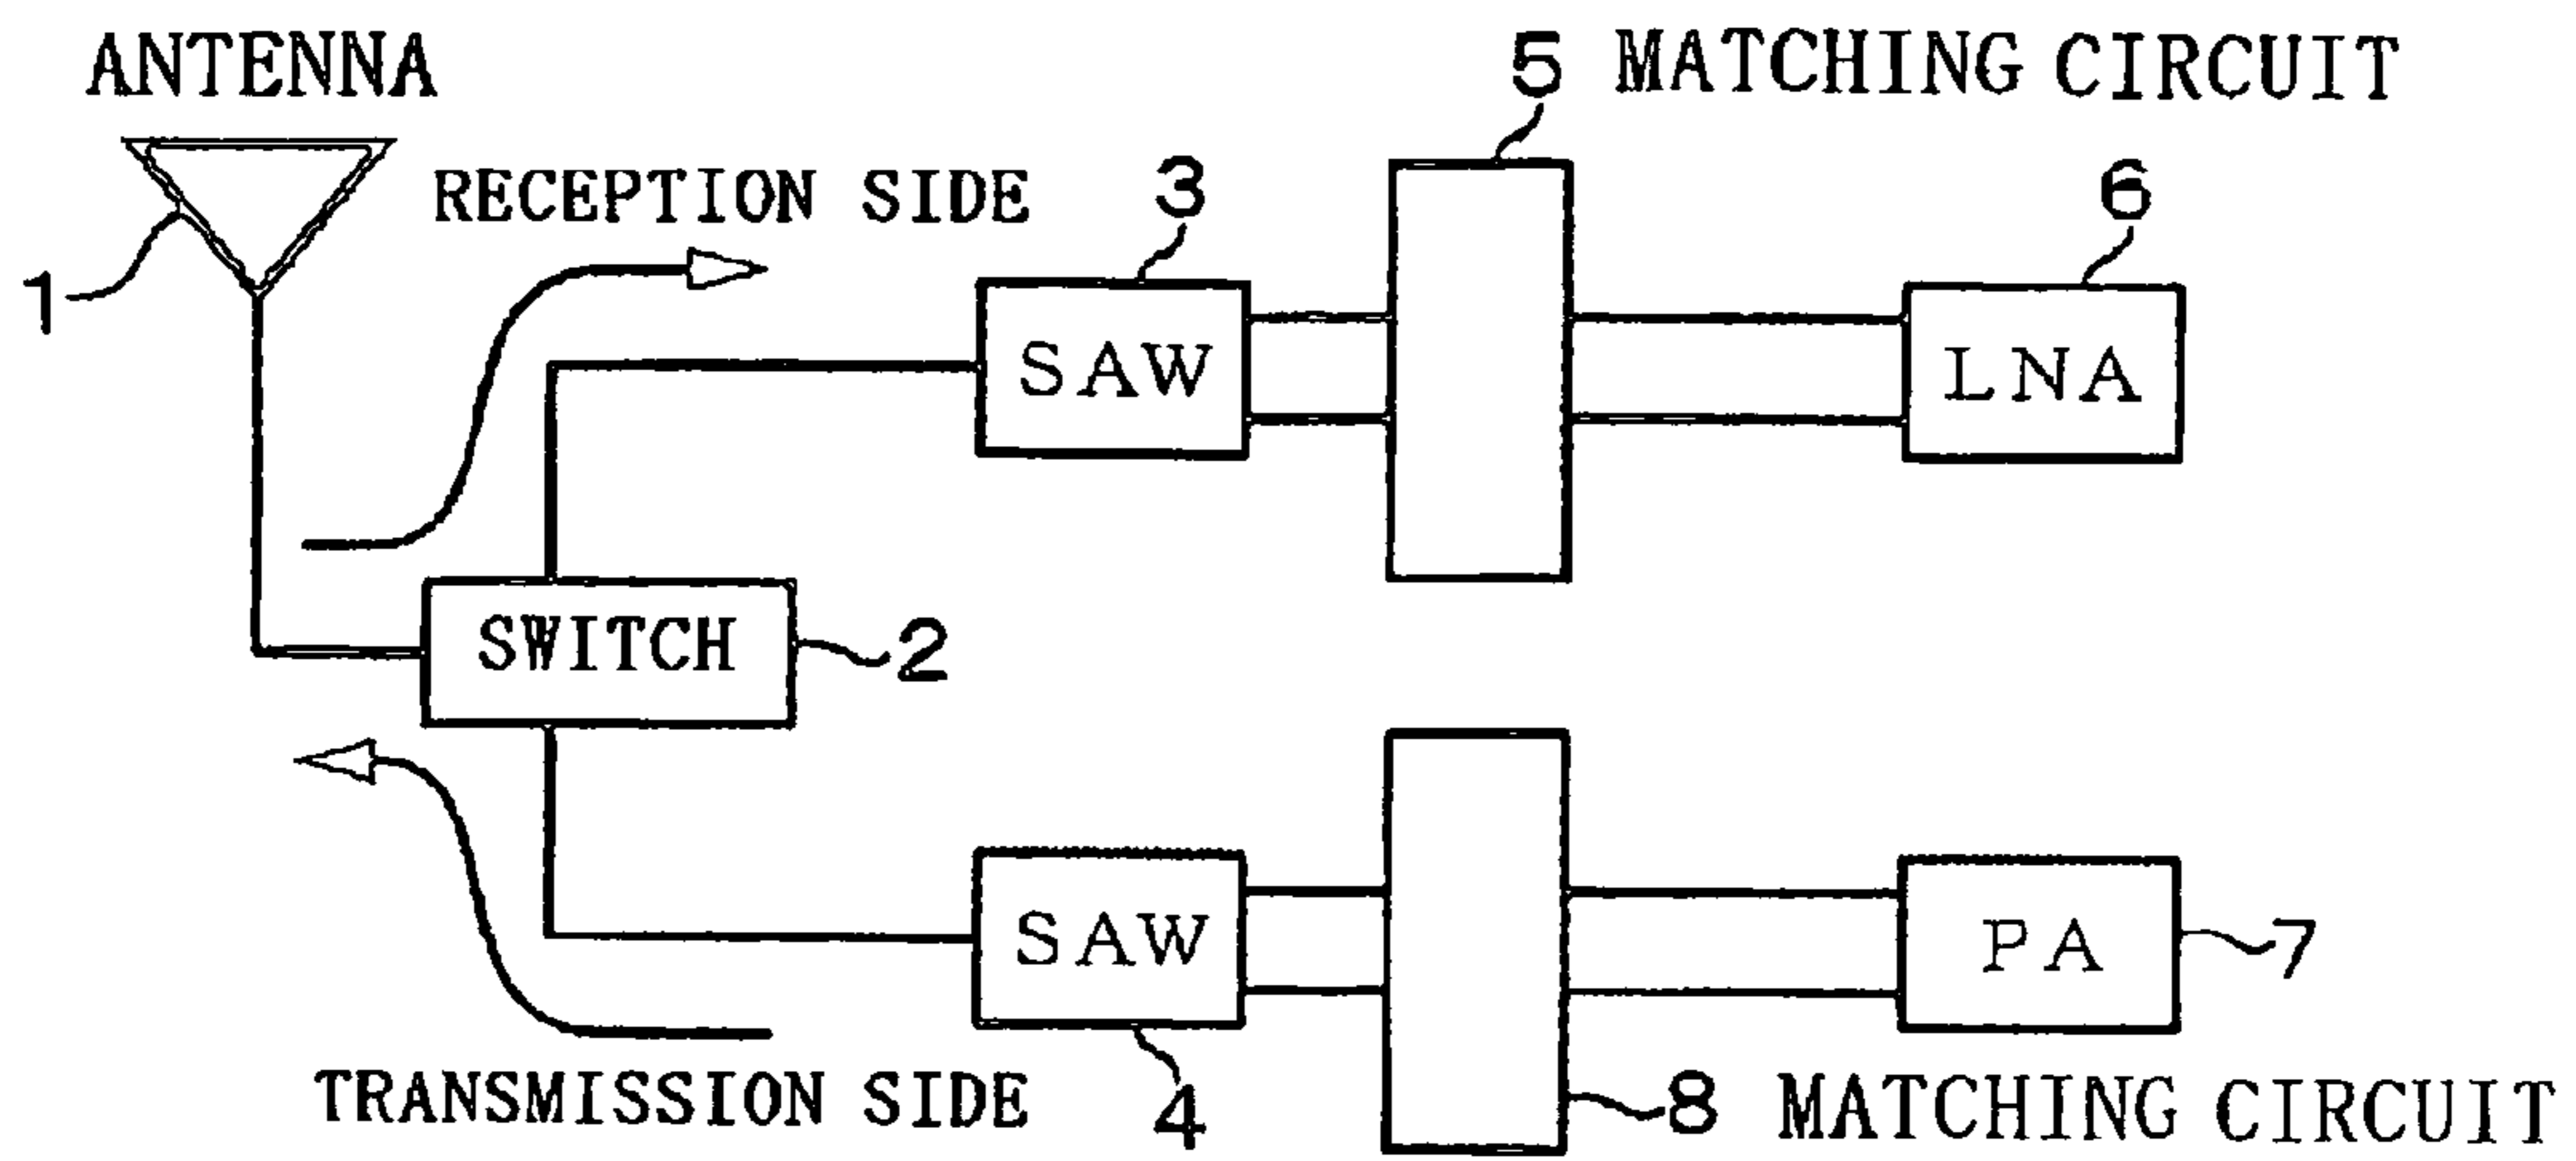 ANTENNA
5 MATCHING CIRCUIT
RECEPTION SIDE
3
6
1
SAW
LNA
SWITCH
2
SAW
PA
7
TRANSMISSION SIDE
4
8 MATCHING CIRCUIT